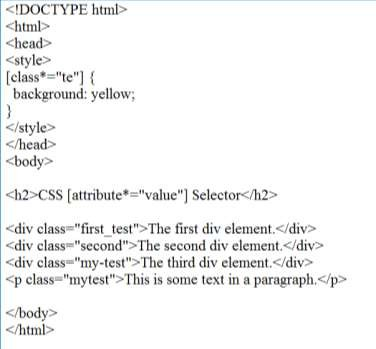 <!DOCTYPE html>
<html>
<head>
<style>
[class*="te"] {
  background: yellow;
}
</style>
</head>
<body>

<h2>CSS [attribute*="value"] Selector</h2>

<div class="first_test">The first div element.</div>
<div class="second">The second div element.</div>
<div class="my-test">The third div element.</div>
<p class="mytest">This is some text in a paragraph.</p>

</body>
</html>